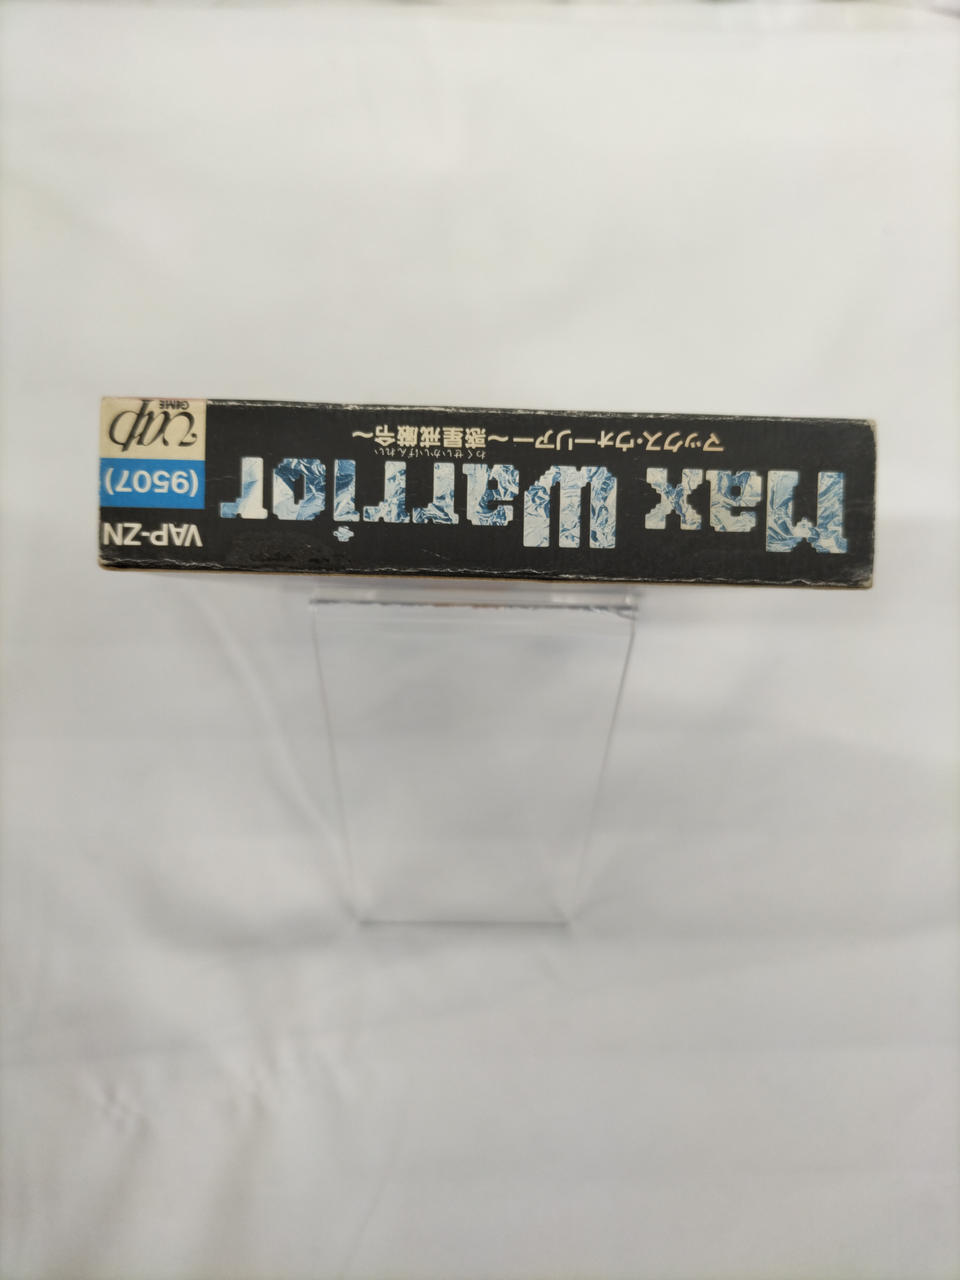 Max Warrior
わくせいかいげんれい
マックス・ウォーリアー〜惑星戒厳令〜
VAP-ZN
(9507)
vap
GAME